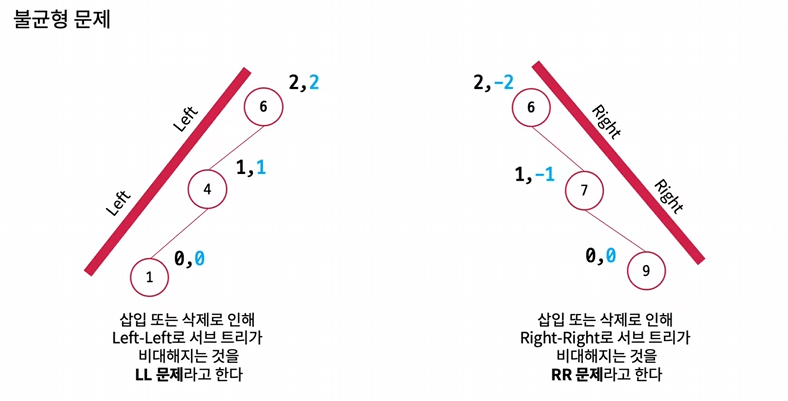 불균형 문제
2,2
6
Left
1,1
4
Left
0,0
1
삽입 또는 삭제로 인해
Left-Left로 서브 트리가
비대해지는 것을
LL 문제라고 한다
2,-2
6
Right
1,-1
7
Right
0,0
9
삽입 또는 삭제로 인해
Right-Right로 서브 트리가
비대해지는 것을
RR 문제라고 한다